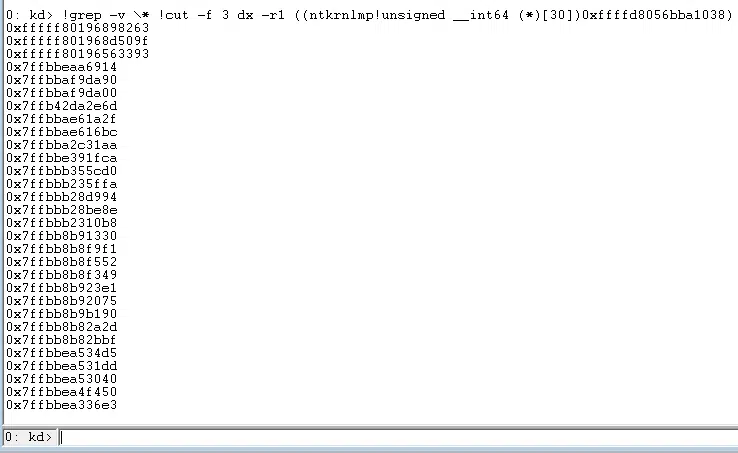 0: kd> !grep -v \* !cut -f 3 dx -r1 ((ntkrnlmp!unsigned __int64 (*)[30])0xffffd8056bba1038)
0xfffff80196898263
0xfffff801968d509f
0xfffff80196563393
0x7ffbbeaa6914
0x7ffbbaf9da90
0x7ffbbaf9da00
0x7ffb42da2e6d
0x7ffbbae61a2f
0x7ffbbae616bc
0x7ffbba2c31aa
0x7ffbbe391fca
0x7ffbbb355cd0
0x7ffbbb235ffa
0x7ffbbb28d994
0x7ffbbb28be8e
0x7ffbbb2310b8
0x7ffbb8b91330
0x7ffbb8b8f9f1
0x7ffbb8b8f552
0x7ffbb8b8f349
0x7ffbb8b923e1
0x7ffbb8b92075
0x7ffbb8b9b190
0x7ffbb8b82a2d
0x7ffbb8b82bbf
0x7ffbbea534d5
0x7ffbbea531dd
0x7ffbbea53040
0x7ffbbea4f450
0x7ffbbea336e3
0: kd>